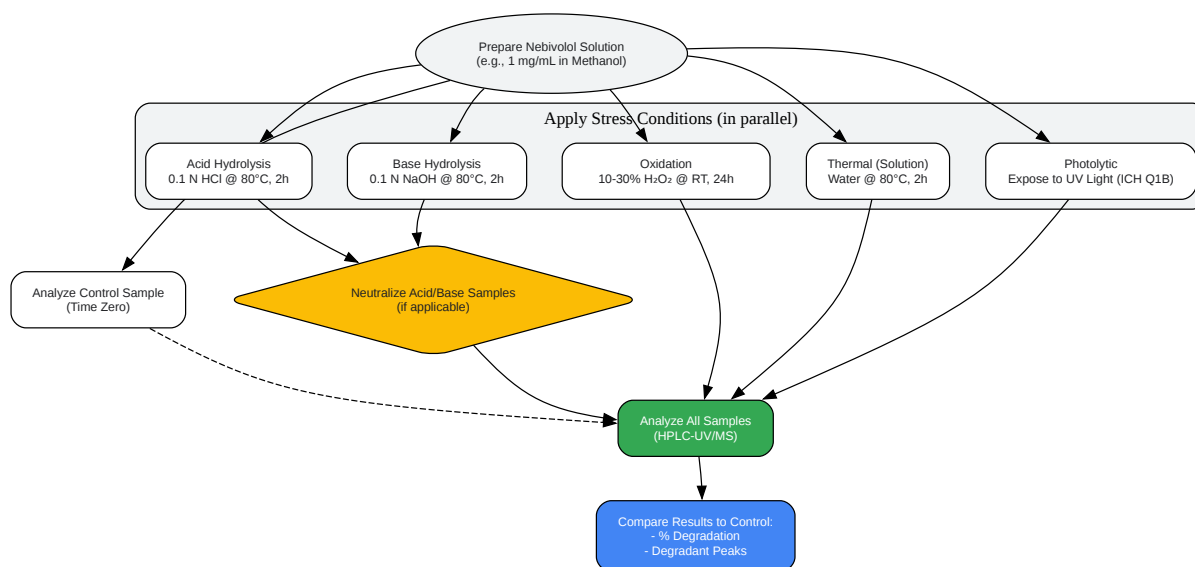 Prepare Nebivolol Solution
(e.g., 1 mg/mL in Methanol)
Apply Stress Conditions (in parallel)
Acid Hydrolysis
0.1 N HCl @ 80°C, 2h
Base Hydrolysis
0.1 N NaOH @ 80°C, 2h
Oxidation
10-30% H₂O₂ @ RT, 24h
Thermal (Solution)
Water @ 80°C, 2h
Photolytic
Expose to UV Light (ICH Q1B)
Analyze Control Sample
(Time Zero)
Neutralize Acid/Base Samples
(if applicable)
Analyze All Samples
(HPLC-UV/MS)
Compare Results to Control:
- % Degradation
- Degradant Peaks